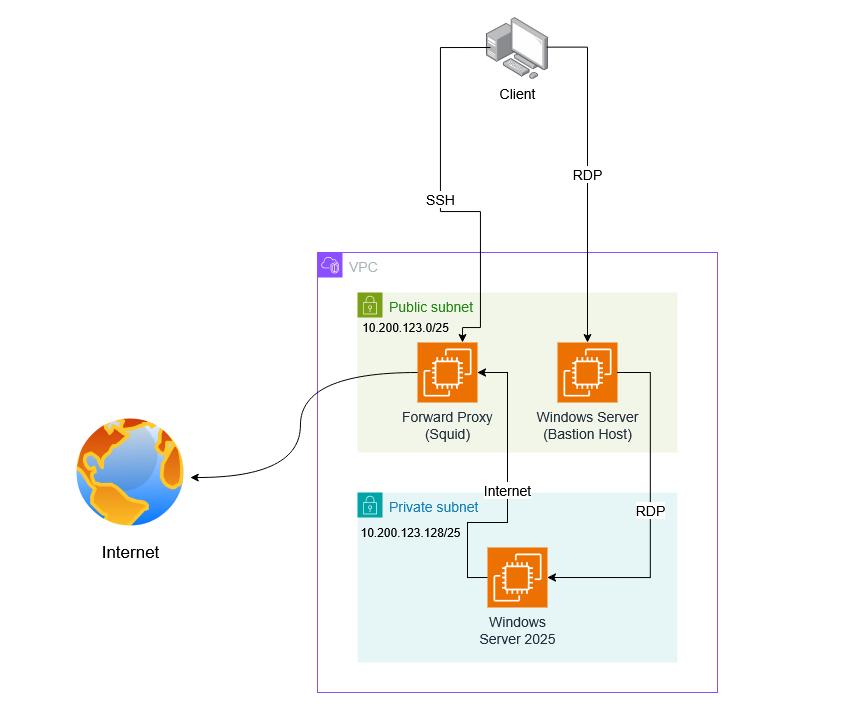 Client
SSH
RDP
VPC
Public subnet
10.200.123.0/25
Forward Proxy
(Squid)
Windows Server
(Bastion Host)
Internet
Private subnet
10.200.123.128/25
RDP
Internet
Windows
Server 2025